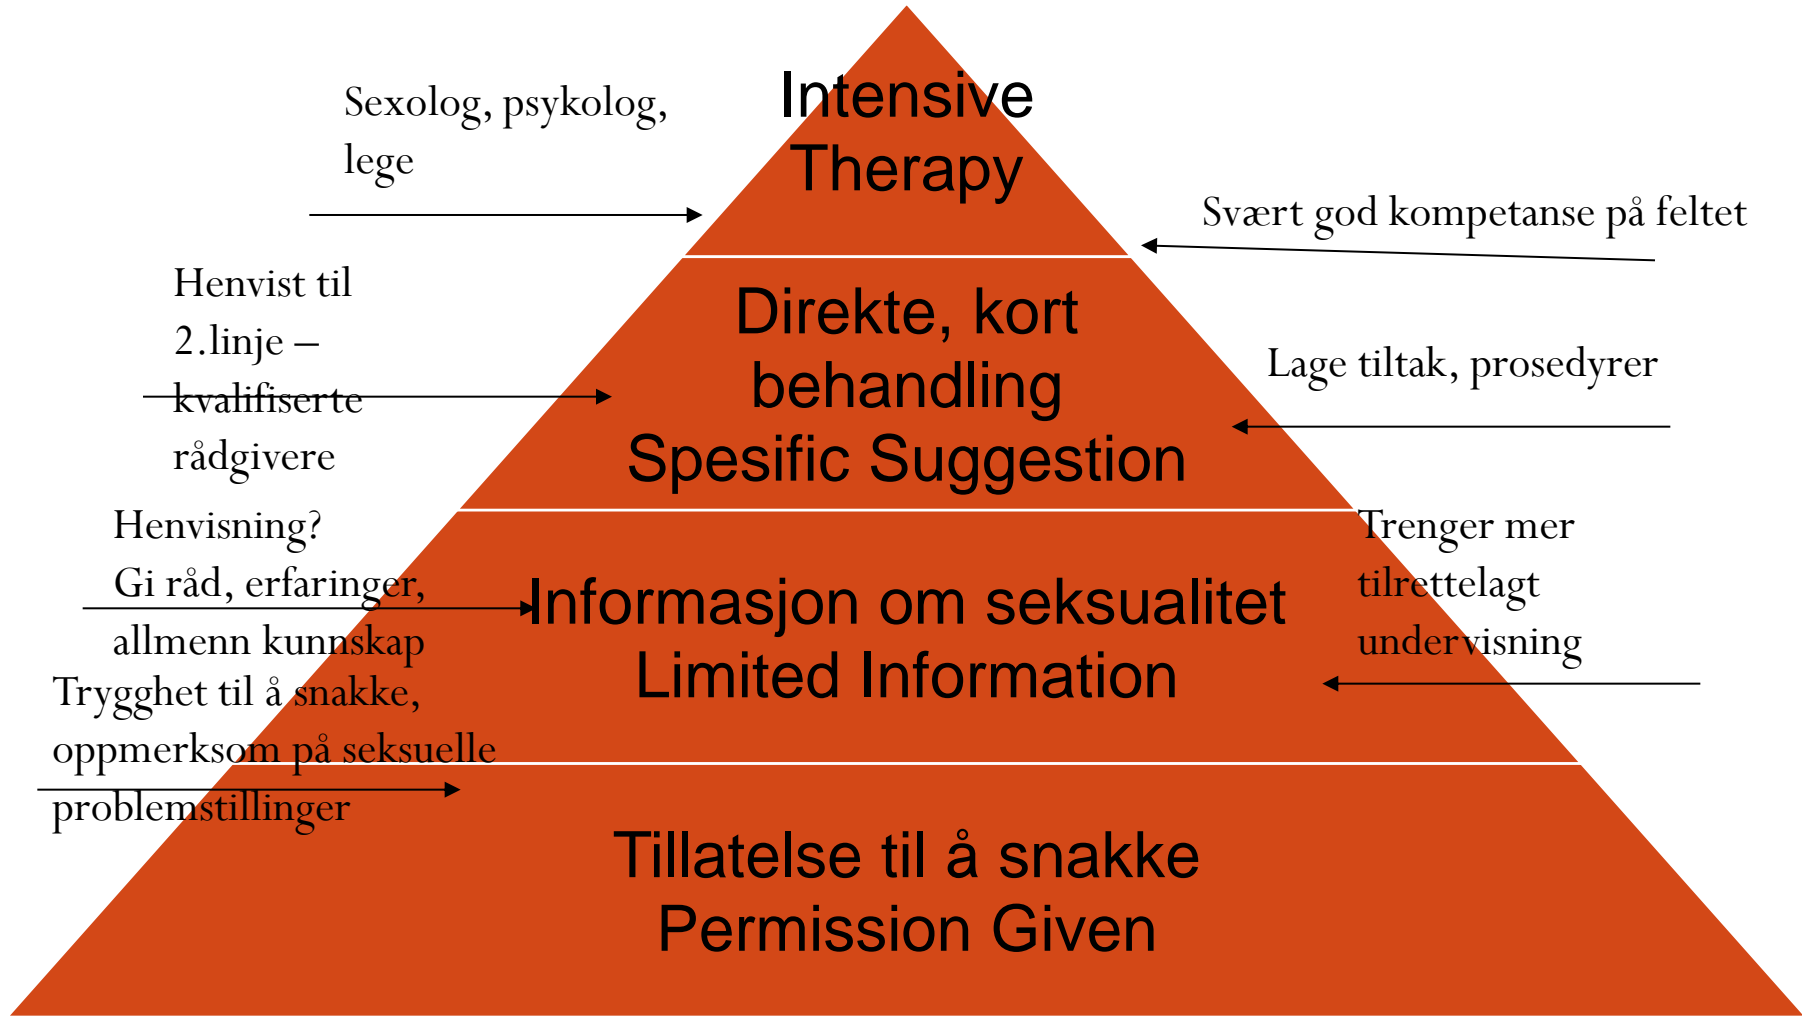 Intensive
Therapy
Sexolog, psykolog,
lege
Svært god kompetanse på feltet
Henvist til
2.linje –
kvalifiserte
rådgivere
Direkte, kort
behandling
Spesific Suggestion
Lage tiltak, prosedyrer
Henvisning?
Gi råd, erfaringer,
allmenn kunnskap
Informasjon om seksualitet
Limited Information
Trenger mer
tilrettelagt
undervisning
Trygghet til å snakke,
oppmerksom på seksuelle
problemstillinger
Tillatelse til å snakke
Permission Given